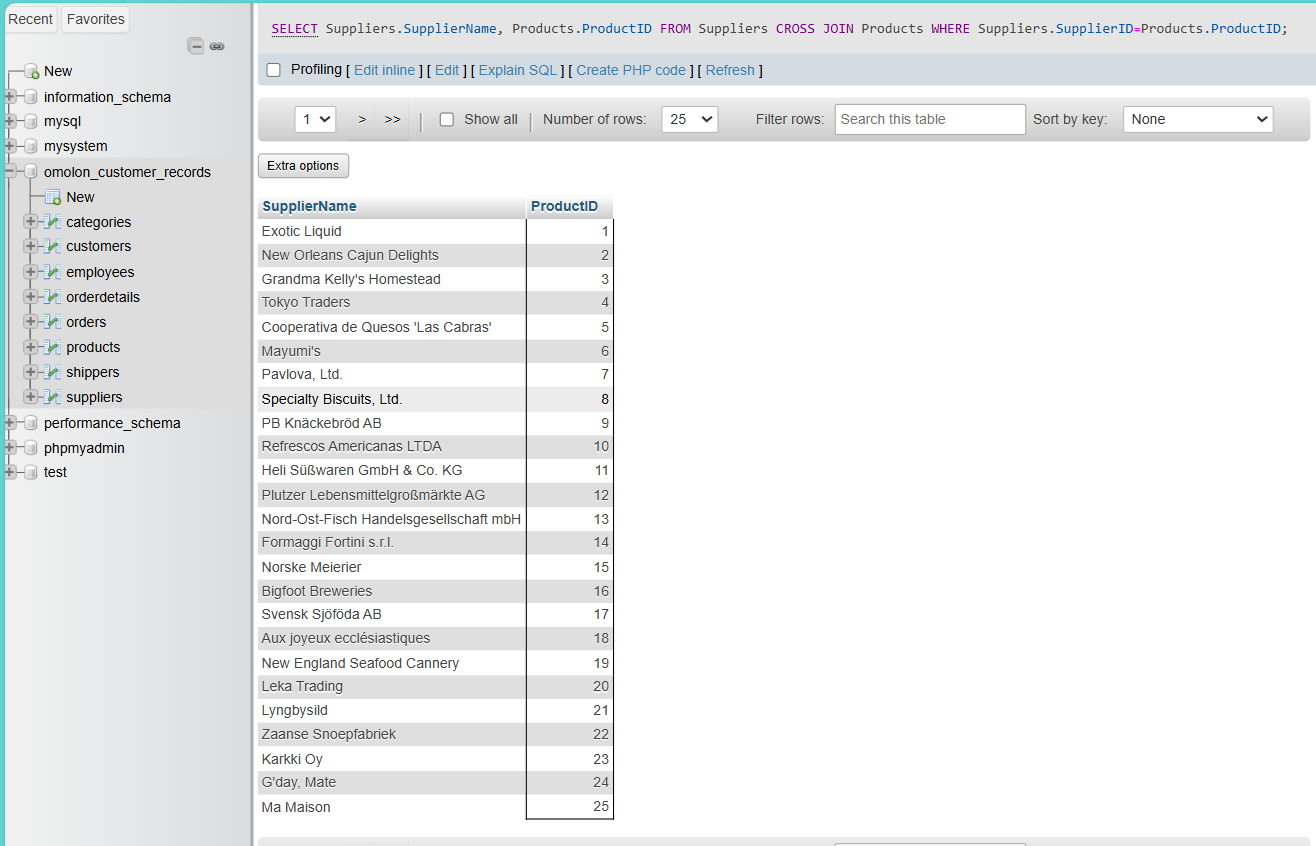 Recent Favorites
New
information_schema
mysql
mysystem
omolon_customer_records
New
categories
customers
employees
orderdetails
orders
products
shippers
suppliers
performance_schema
phpmyadmin
test
SELECT Suppliers.SupplierName, Products.ProductID FROM Suppliers CROSS JOIN Products WHERE Suppliers.SupplierID=Products.ProductID;
Profiling [ Edit inline ] [ Edit ] [ Explain SQL ] [ Create PHP code ] [ Refresh ]
1 > >> | Show all | Number of rows: 25 Filter rows: Search this table Sort by key: None
Extra options
SupplierName ProductID
Exotic Liquid 1
New Orleans Cajun Delights 2
Grandma Kelly's Homestead 3
Tokyo Traders 4
Cooperativa de Quesos 'Las Cabras' 5
Mayumi's 6
Pavlova, Ltd. 7
Specialty Biscuits, Ltd. 8
PB Knäckebröd AB 9
Refrescos Americanas LTDA 10
Heli Süßwaren GmbH & Co. KG 11
Plutzer Lebensmittelgroßmärkte AG 12
Nord-Ost-Fisch Handelsgesellschaft mbH 13
Formaggi Fortini s.r.l. 14
Norske Meierier 15
Bigfoot Breweries 16
Svensk Sjöföda AB 17
Aux joyeux ecclésiastiques 18
New England Seafood Cannery 19
Leka Trading 20
Lyngbysild 21
Zaanse Snoepfabriek 22
Karkki Oy 23
G'day, Mate 24
Ma Maison 25